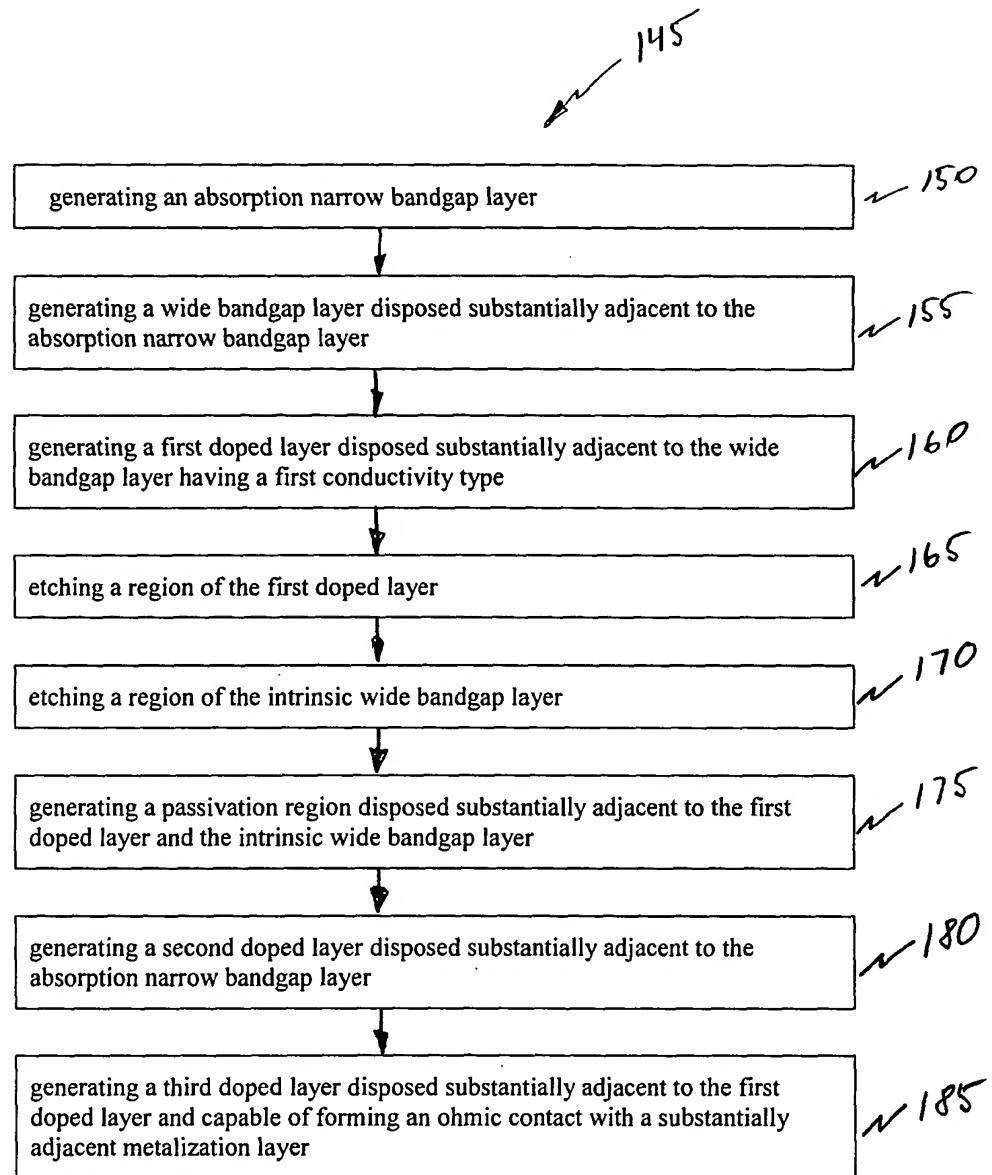 145
generating an absorption narrow bandgap layer
150
generating a wide bandgap layer disposed substantially adjacent to the
absorption narrow bandgap layer
155
generating a first doped layer disposed substantially adjacent to the wide
bandgap layer having a first conductivity type
160
etching a region of the first doped layer
165
etching a region of the intrinsic wide bandgap layer
170
generating a passivation region disposed substantially adjacent to the first
doped layer and the intrinsic wide bandgap layer
175
generating a second doped layer disposed substantially adjacent to the
absorption narrow bandgap layer
180
generating a third doped layer disposed substantially adjacent to the first
doped layer and capable of forming an ohmic contact with a substantially
adjacent metalization layer
185